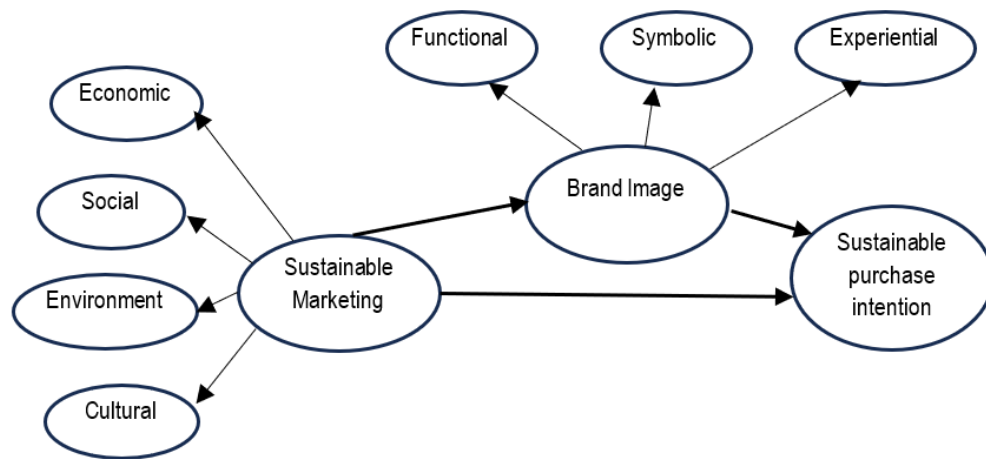 Functional
Symbolic
Experiential
Economic
Brand Image
Social
Sustainable
Marketing
Sustainable
purchase
intention
Environment
Cultural